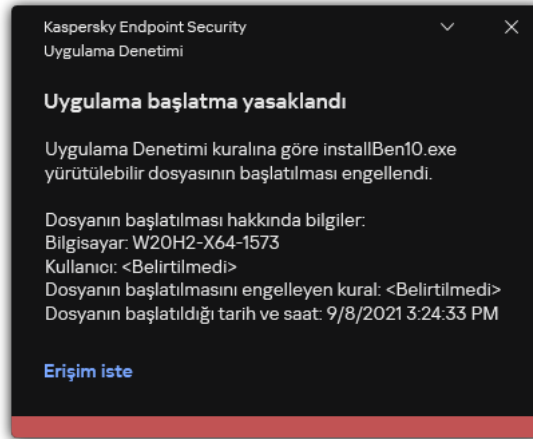 Kaspersky Endpoint Security
Uygulama Denetimi
Uygulama başlatma yasaklandı
Uygulama Denetimi kuralına göre installBen10.exe
yürütülebilir dosyasının başlatılması engellendi.
Dosyanın başlatılması hakkında bilgiler:
Bilgisayar: W20H2-X64-1573
Kullanıcı: <Belirtilmedi>
Dosyanın başlatılmasını engelleyen kural: <Belirtilmedi>
Dosyanın başlatıldığı tarih ve saat: 9/8/2021 3:24:33 PM
Erişim iste